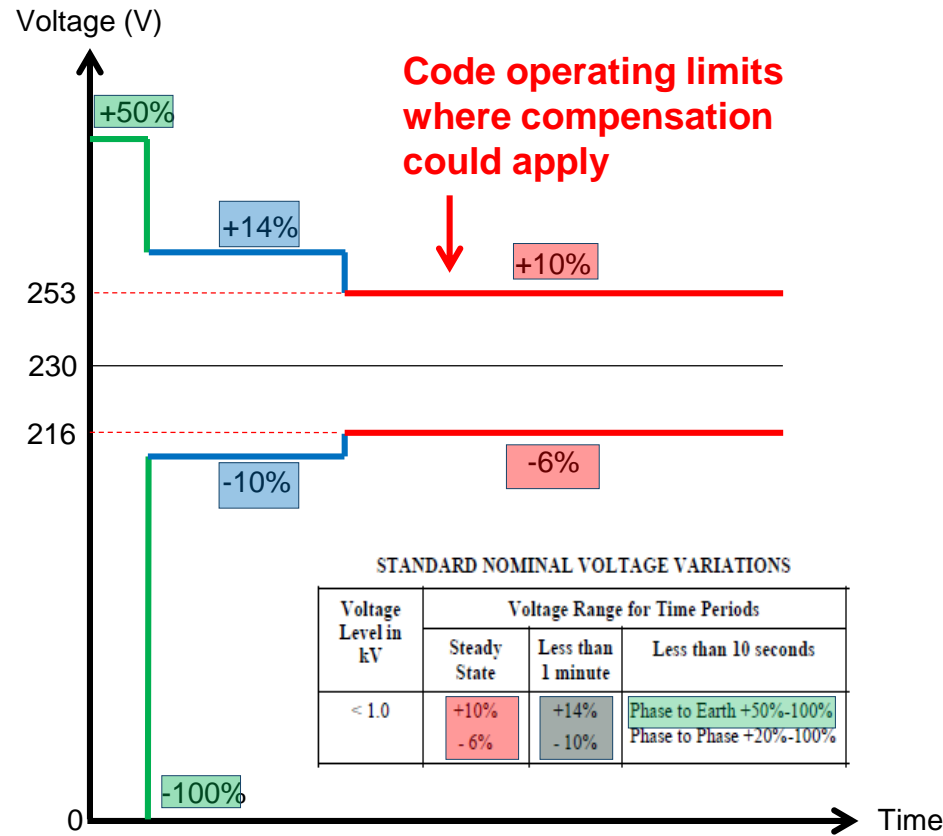 Voltage (V)
Code operating limits
where compensation
could apply
+50%
+14%
+10%
253
230
216
-10%
-6%
STANDARD NOMINAL VOLTAGE VARIATIONS
Voltage
Level in
kV
Voltage Range for Time Periods
Steady
State
Less than
1 minute
Less than 10 seconds
< 1.0
+10%
- 6%
+14%
- 10%
Phase to Earth +50%-100%
Phase to Phase +20%-100%
-100%
0
Time